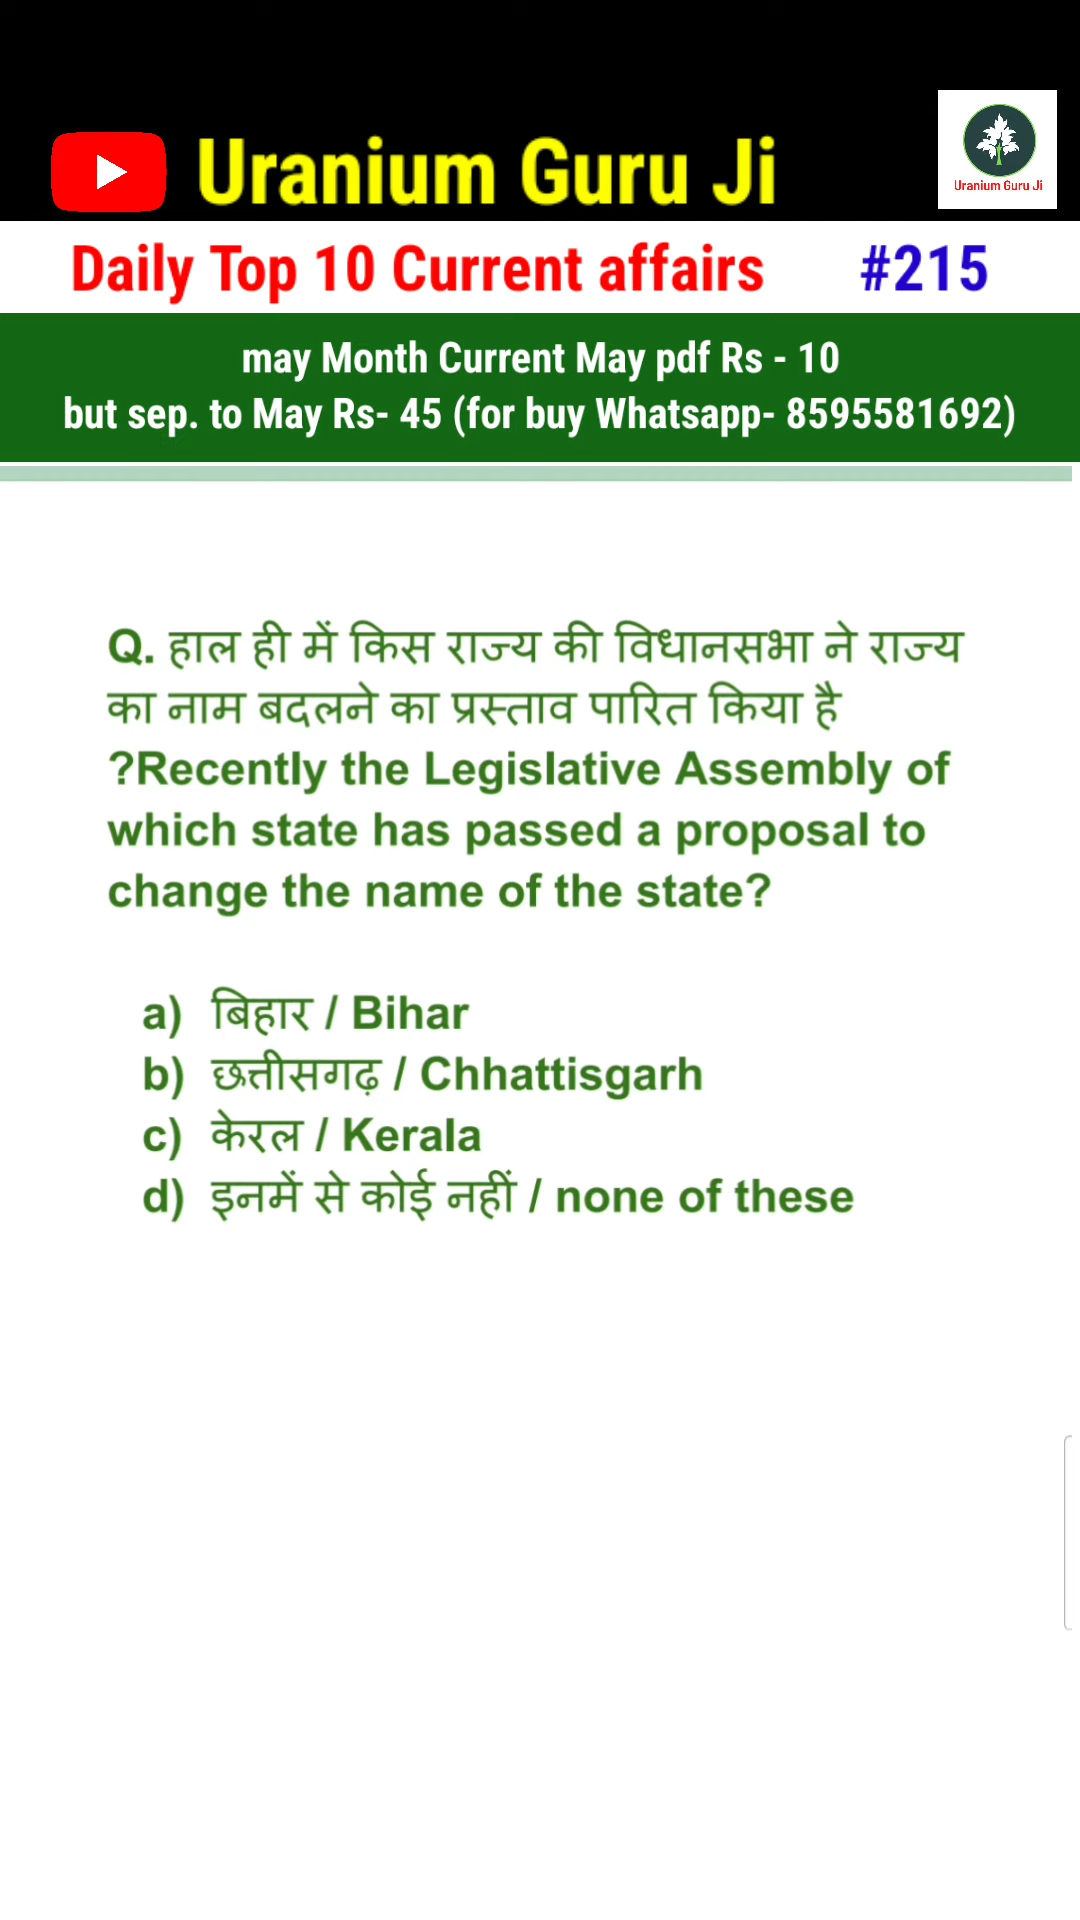 Uranium Guru Ji
Uranium Guru Ji
Daily Top 10 Current affairs #215
may Month Current May pdf Rs - 10
but sep. to May Rs- 45 (for buy Whatsapp- 8595581692)
Q. हाल ही में किस राज्य की विधानसभा ने राज्य
का नाम बदलने का प्रस्ताव पारित किया है
?Recently the Legislative Assembly of
which state has passed a proposal to
change the name of the state?
a) बिहार / Bihar
b) छत्तीसगढ़ / Chhattisgarh
c) केरल / Kerala
d) इनमें से कोई नहीं / none of these